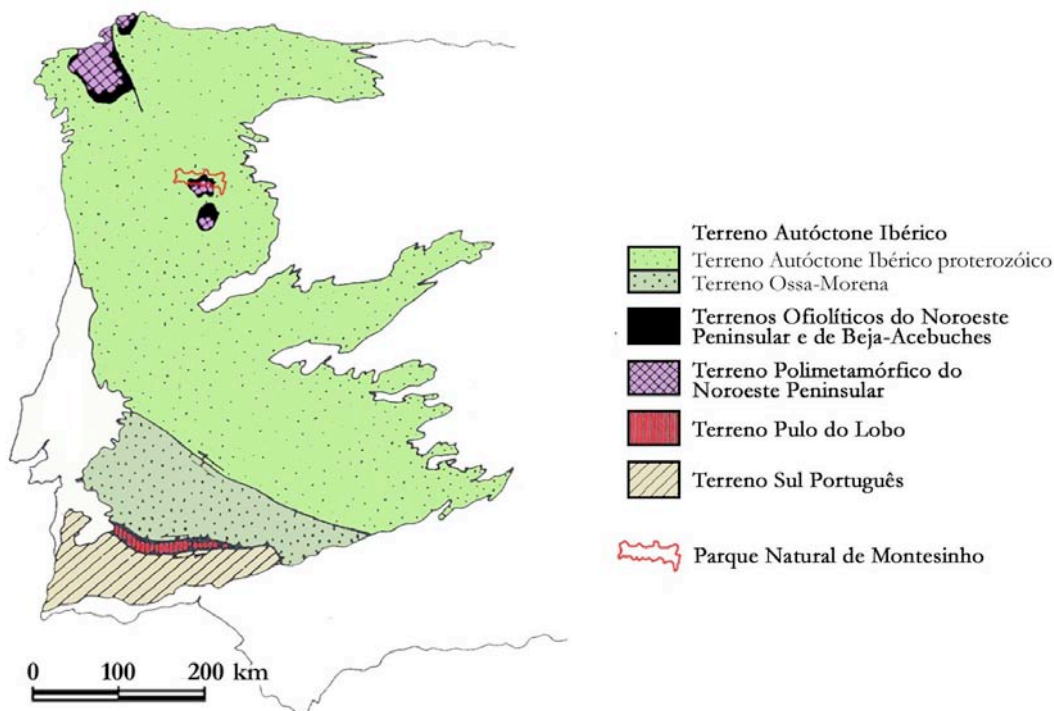 Terreno Autóctone Ibérico
Terreno Autóctone Ibérico proterozóico
Terreno Ossa-Morena
Terrenos Ofiolíticos do Noroeste
Peninsular e de Beja-Acebuches
Terreno Polimetamórfico do
Noroeste Peninsular
Terreno Pulo do Lobo
Terreno Sul Português
Parque Natural de Montesinho
0 100 200 km